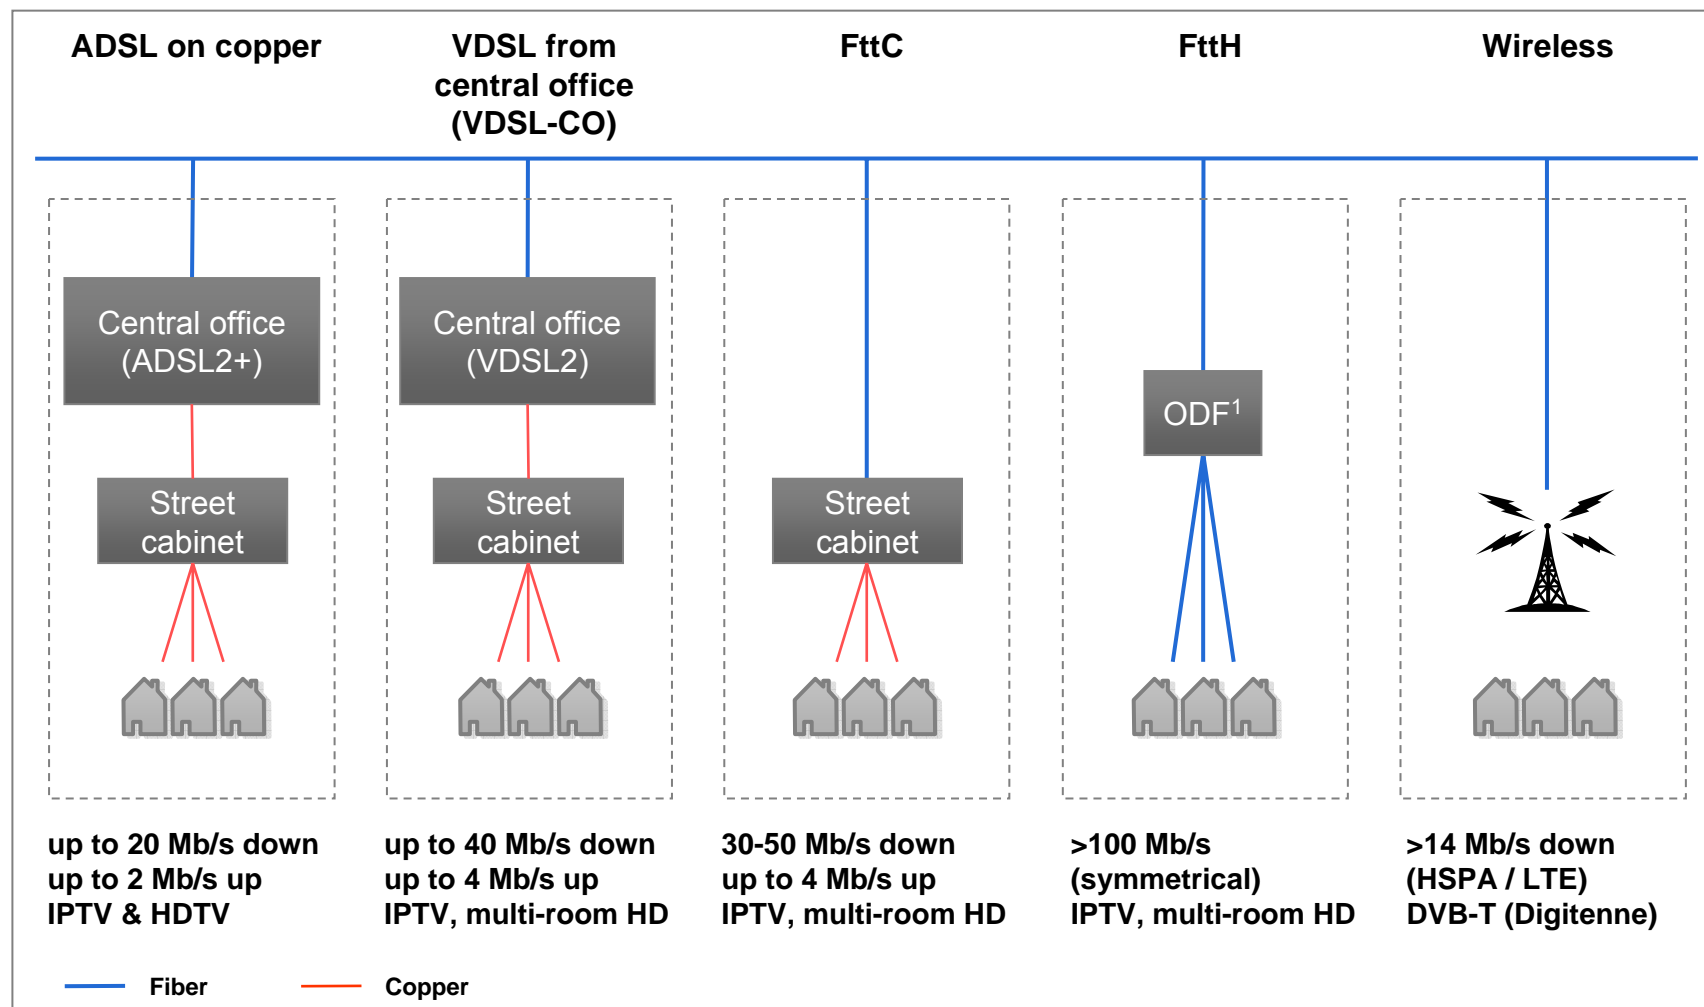 ADSL on copper
VDSL from
central office
(VDSL-CO)
FttC
FttH
Wireless
Central office
(ADSL2+)
Street
cabinet
Central office
(VDSL2)
Street
cabinet
Street
cabinet
ODF¹
up to 20 Mb/s down
up to 2 Mb/s up
IPTV & HDTV
up to 40 Mb/s down
up to 4 Mb/s up
IPTV, multi-room HD
30-50 Mb/s down
up to 4 Mb/s up
IPTV, multi-room HD
>100 Mb/s
(symmetrical)
IPTV, multi-room HD
>14 Mb/s down
(HSPA / LTE)
DVB-T (Digitenne)
Fiber
Copper